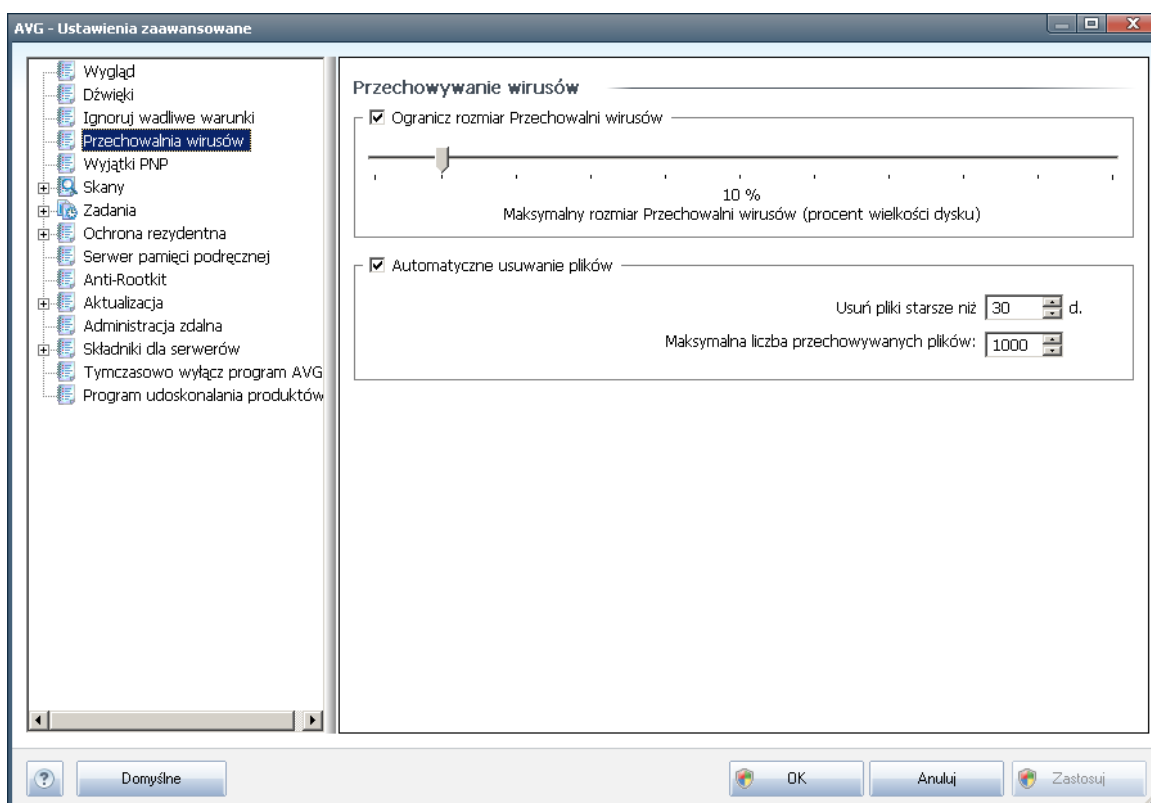 AVG - Ustawienia zaawansowane
Wygląd
Dźwięki
Ignoruj wadliwe warunki
Przechowalnia wirusów
Wyjątki PNP
Skany
Zadania
Ochrona rezydentna
Serwer pamięci podręcznej
Anti-Rootkit
Aktualizacja
Administracja zdalna
Składniki dla serwerów
Tymczasowo wyłącz program AVG
Program udoskonalania produktów
Przechowywanie wirusów
Ogranicz rozmiar Przechowalni wirusów
10 %
Maksymalny rozmiar Przechowalni wirusów (procent wielkości dysku)
Automatyczne usuwanie plików
Usuń pliki starsze niż 30 d.
Maksymalna liczba przechowywanych plików: 1000
? Domyślne OK Anuluj Zastosuj